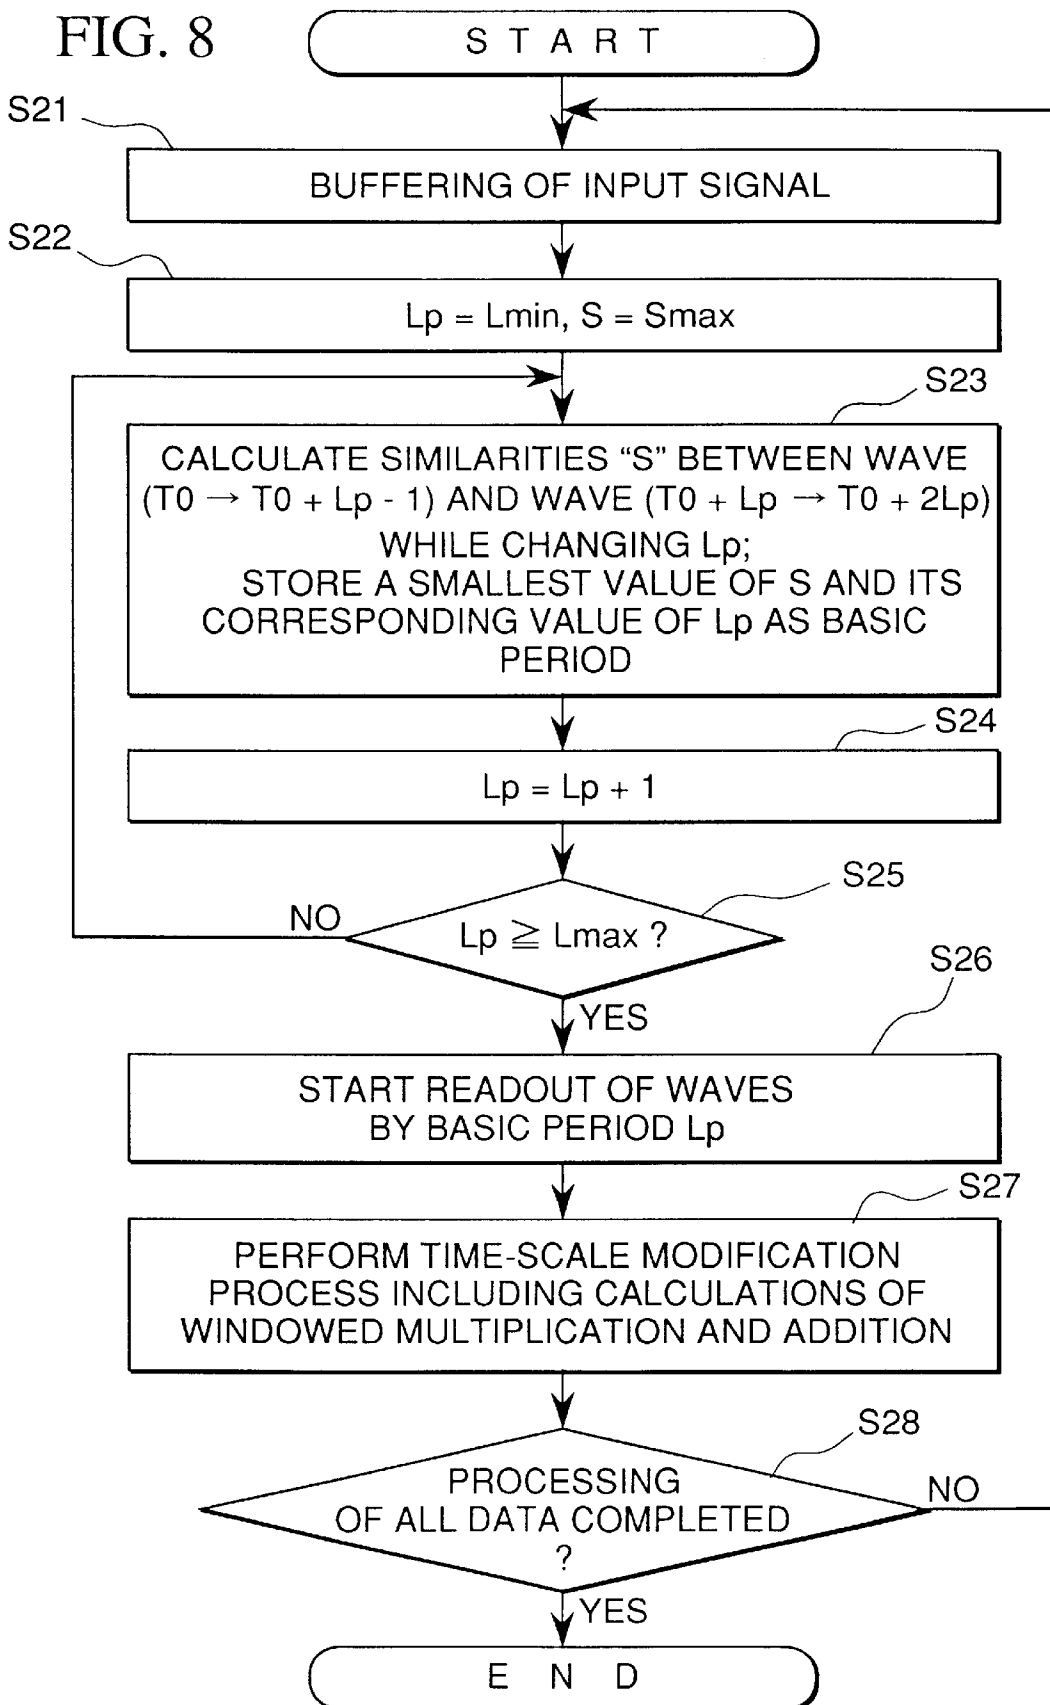 FIG. 8
START
S21
BUFFERING OF INPUT SIGNAL
S22
Lp = Lmin, S = Smax
S23
CALCULATE SIMILARITIES “S” BETWEEN WAVE
(T0 → T0 + Lp - 1) AND WAVE (T0 + Lp → T0 + 2Lp)
WHILE CHANGING Lp;
STORE A SMALLEST VALUE OF S AND ITS
CORRESPONDING VALUE OF Lp AS BASIC
PERIOD
S24
Lp = Lp + 1
S25
NO
Lp ≧ Lmax ?
YES
S26
START READOUT OF WAVES
BY BASIC PERIOD Lp
S27
PERFORM TIME-SCALE MODIFICATION
PROCESS INCLUDING CALCULATIONS OF
WINDOWED MULTIPLICATION AND ADDITION
S28
PROCESSING
OF ALL DATA COMPLETED
?
NO
YES
END